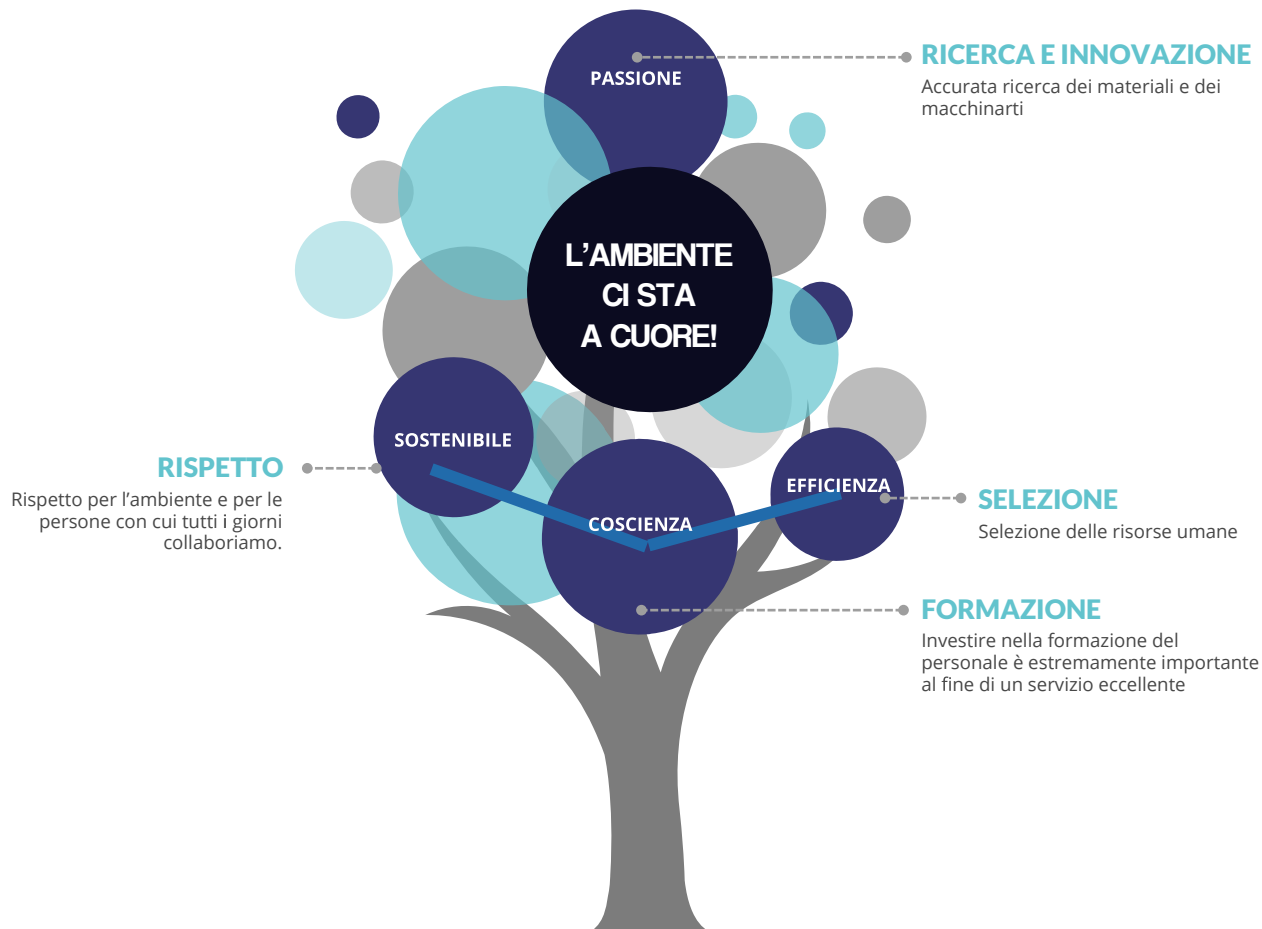 PASSIONE
RICERCA E INNOVAZIONE
Accurata ricerca dei materiali e dei
macchinarti
L’AMBIENTE
CI STA
A CUORE!
SOSTENIBILE
RISPETTO
Rispetto per l’ambiente e per le
persone con cui tutti i giorni
collaboriamo.
COSCIENZA
EFFICIENZA
SELEZIONE
Selezione delle risorse umane
FORMAZIONE
Investire nella formazione del
personale è estremamente importante
al fine di un servizio eccellente